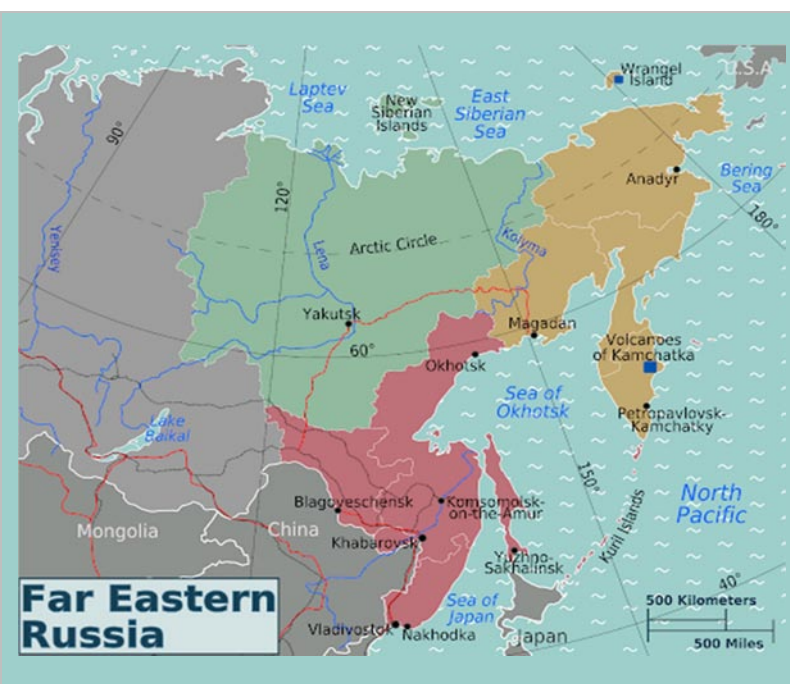 Wrangel
Island
U.S.A
Laptev
Sea
New
Siberian
Islands
East
Siberian
Sea
90°
Anadyr
Bering
Sea
120°
180°
Yenisey
Lena
Arctic Circle
Kolyma
Yakutsk
Magadan
60°
Okhotsk
Volcanoes
of Kamchatka
Sea of
Okhotsk
Petropavlovsk-
Kamchatky
Lake
Baikal
150°
North
Pacific
Blagoveschensk
Komsomolsk-
on-the-Amur
Mongolia
China
Khabarovsk
Kuril Islands
Yuzhno-
Sakhalinsk
40°
Far Eastern
Russia
Sea of
Japan
500 Kilometers
500 Miles
Vladivostok
Nakhodka
Japan